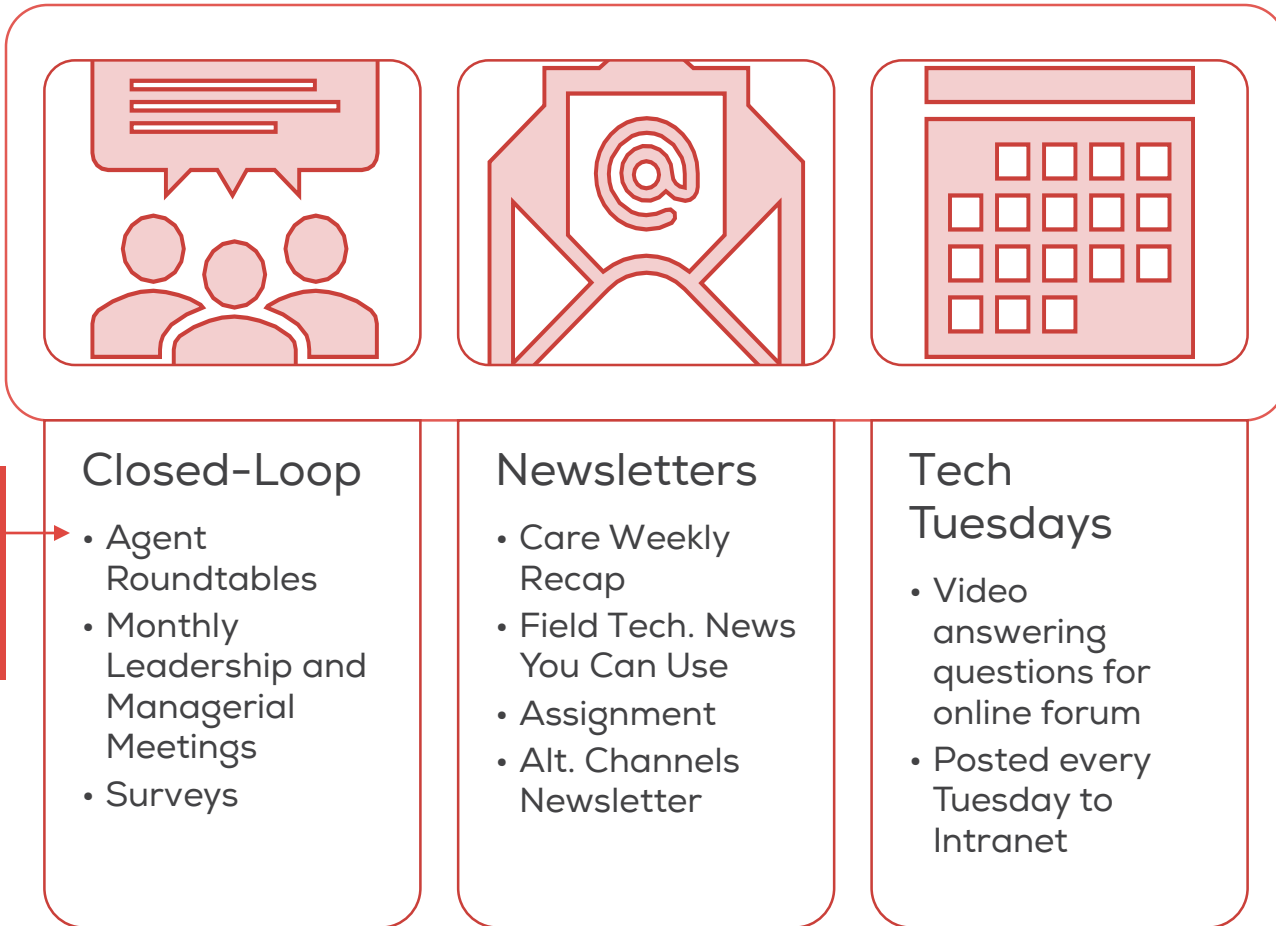 Closed-Loop
• Agent
Roundtables
• Monthly
Leadership and
Managerial
Meetings
• Surveys
Newsletters
• Care Weekly
Recap
• Field Tech. News
You Can Use
• Assignment
• Alt. Channels
Newsletter
Tech
Tuesdays
• Video
answering
questions for
online forum
• Posted every
Tuesday to
Intranet